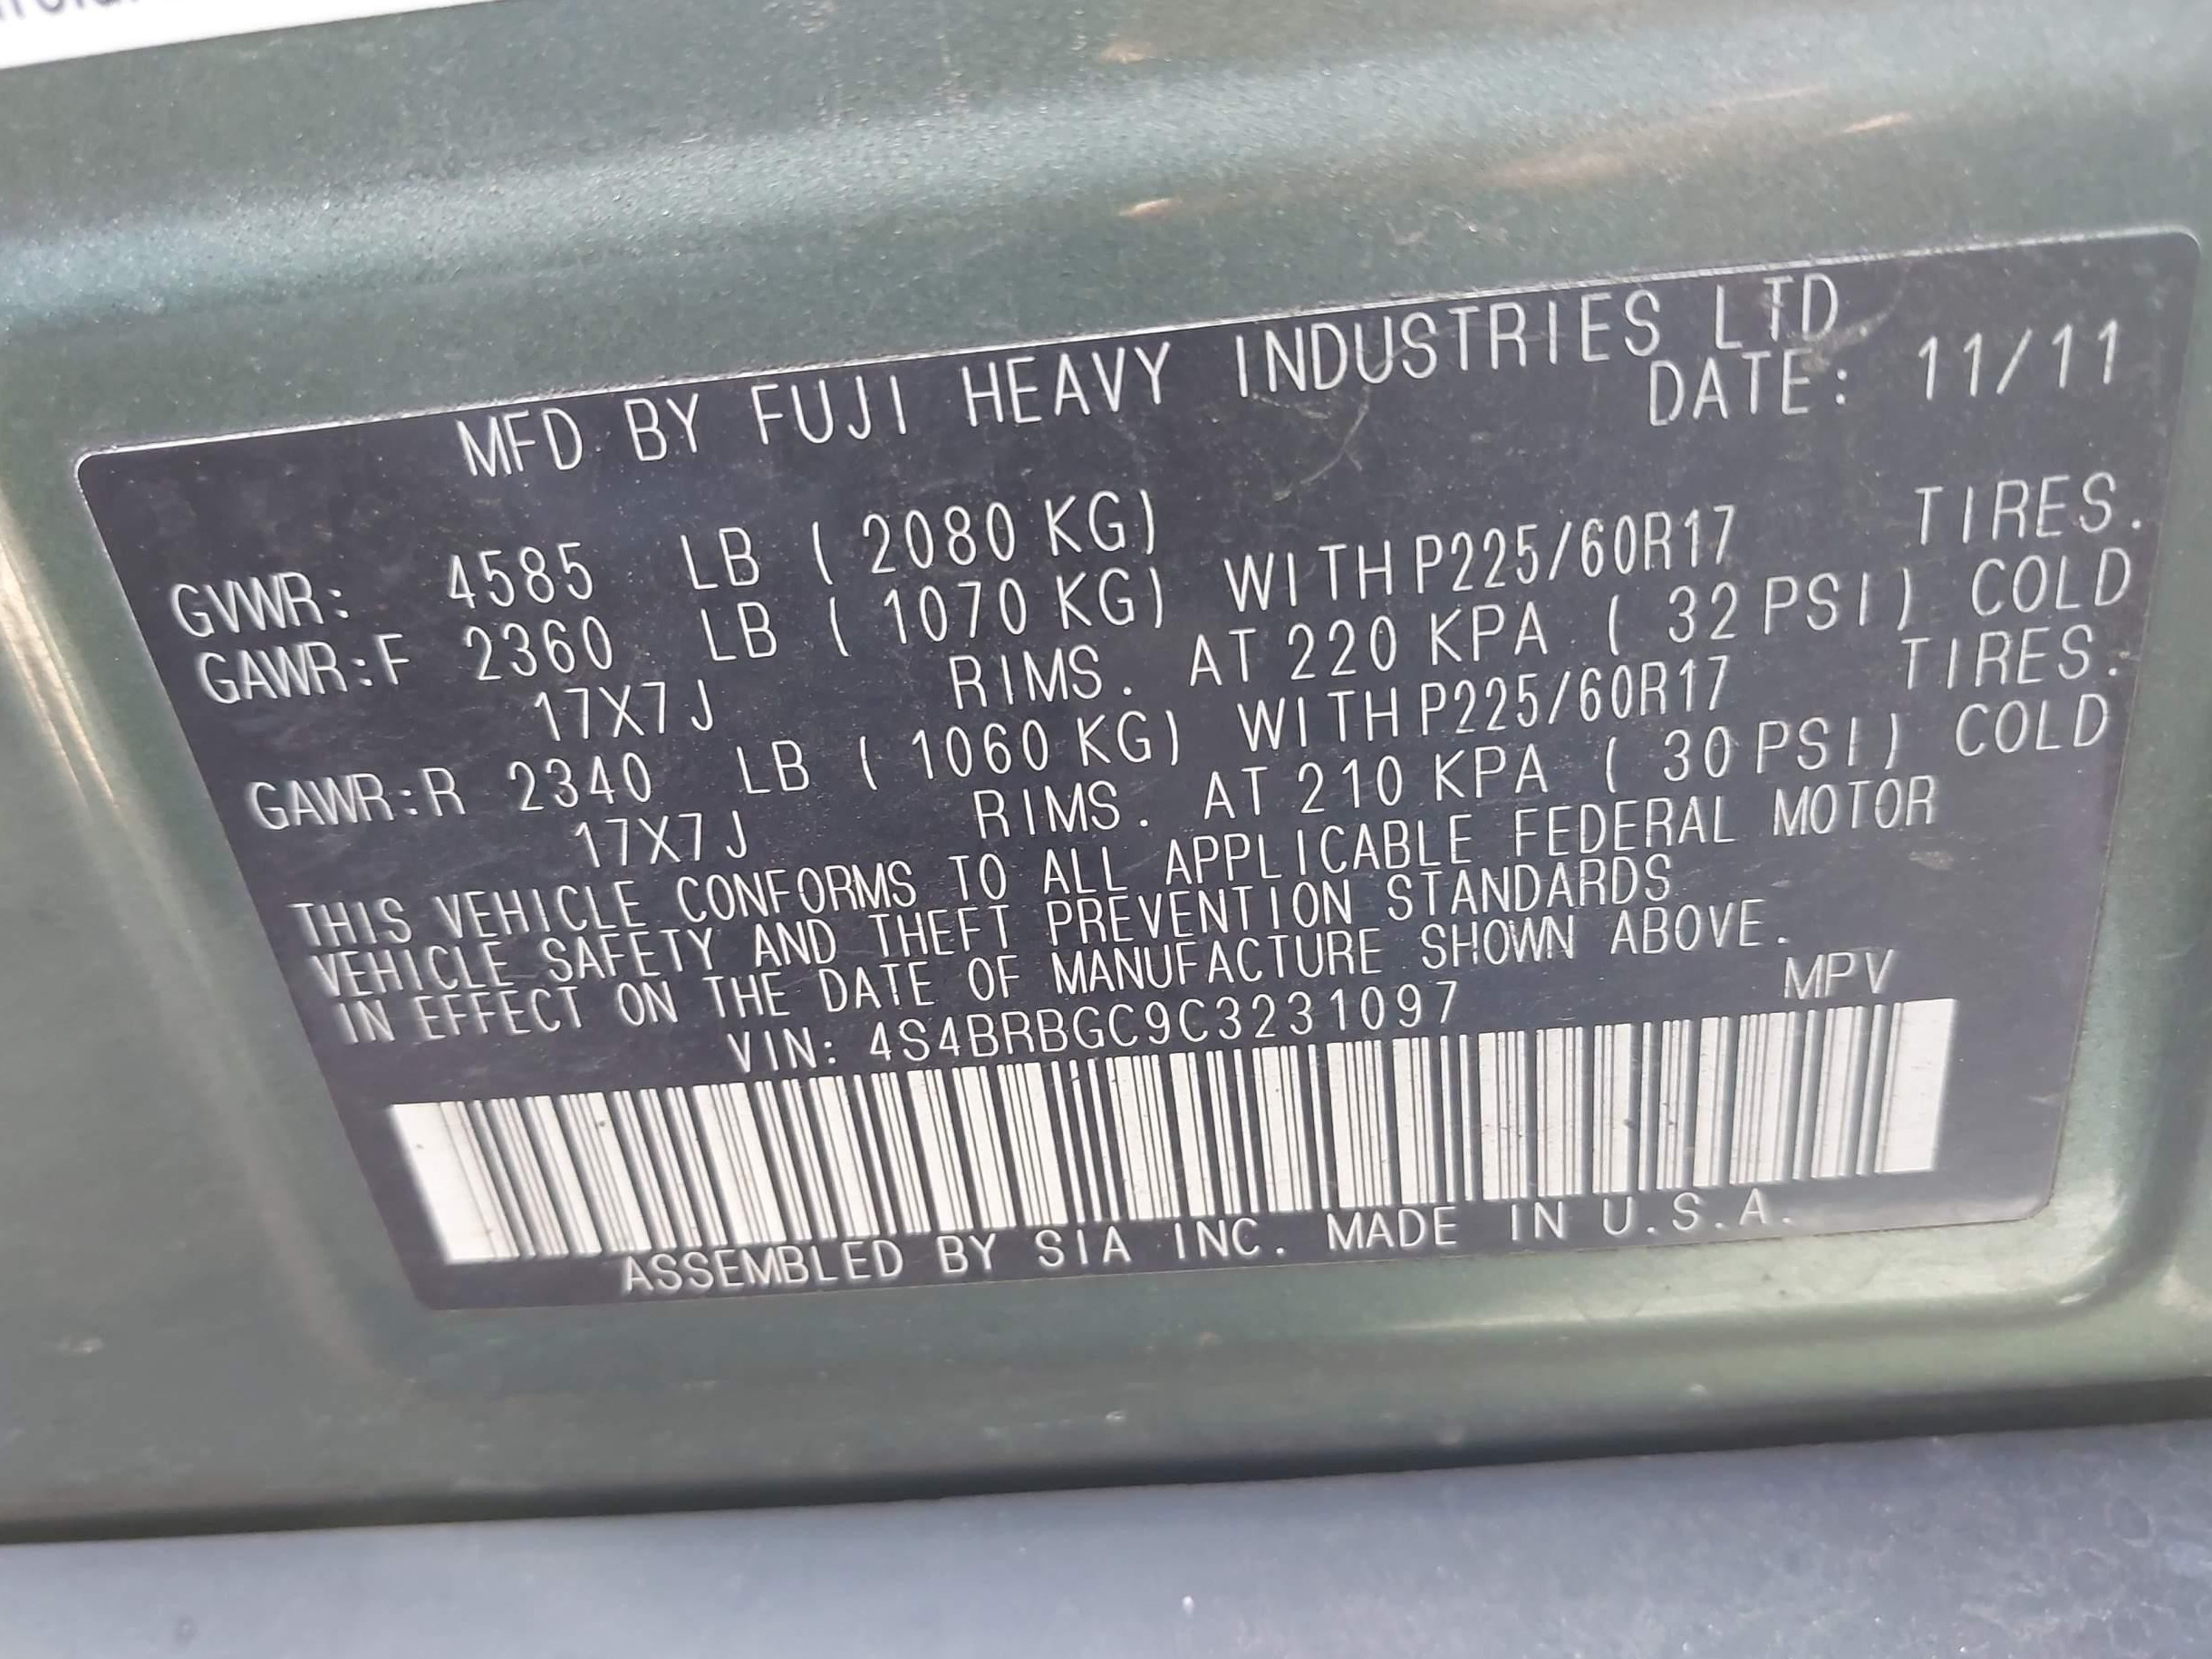 MFD BY FUJI HEAVY INDUSTRIES LTD
DATE: 11/11
GVWR: 4585 LB ( 2080 KG)
GAWR:F 2360 LB ( 1070 KG) WITH P225/60R17 TIRES.
17X7J RIMS. AT 220 KPA ( 32 PSI) COLD
GAWR:R 2340 LB ( 1060 KG) WITH P225/60R17 TIRES.
17X7J RIMS. AT 210 KPA ( 30 PSI) COLD
THIS VEHICLE CONFORMS TO ALL APPLICABLE FEDERAL MOTOR
VEHICLE SAFETY AND THEFT PREVENTION STANDARDS
IN EFFECT ON THE DATE OF MANUFACTURE SHOWN ABOVE.
VIN: 4S4BRBGC9C3231097 MPV
ASSEMBLED BY SIA INC. MADE IN U.S.A.